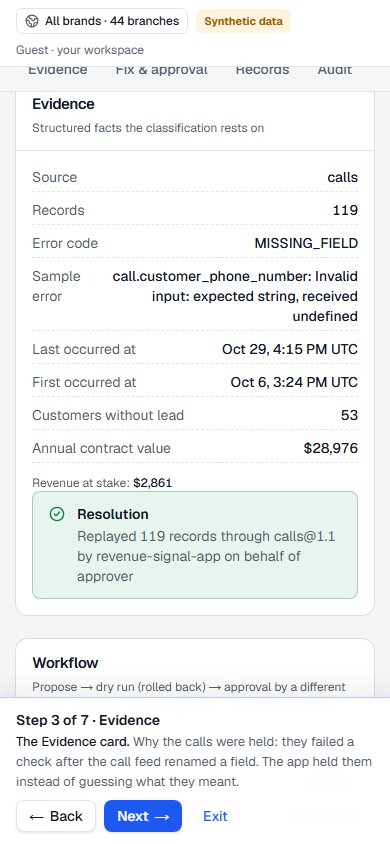 All brands · 44 branches
Synthetic data
Guest · your workspace
Evidence Fix & approval Records Audit
Evidence
Structured facts the classification rests on
Source calls
Records 119
Error code MISSING_FIELD
Sample error call.customer_phone_number: Invalid
input: expected string, received
undefined
Last occurred at Oct 29, 4:15 PM UTC
First occurred at Oct 6, 3:24 PM UTC
Customers without lead 53
Annual contract value $28,976
Revenue at stake: $2,861
Resolution
Replayed 119 records through calls@1.1
by revenue-signal-app on behalf of
approver
Workflow
Propose → dry run (rolled back) → approval by a different
Step 3 of 7 · Evidence
The Evidence card. Why the calls were held: they failed a
check after the call feed renamed a field. The app held them
instead of guessing what they meant.
← Back Next → Exit